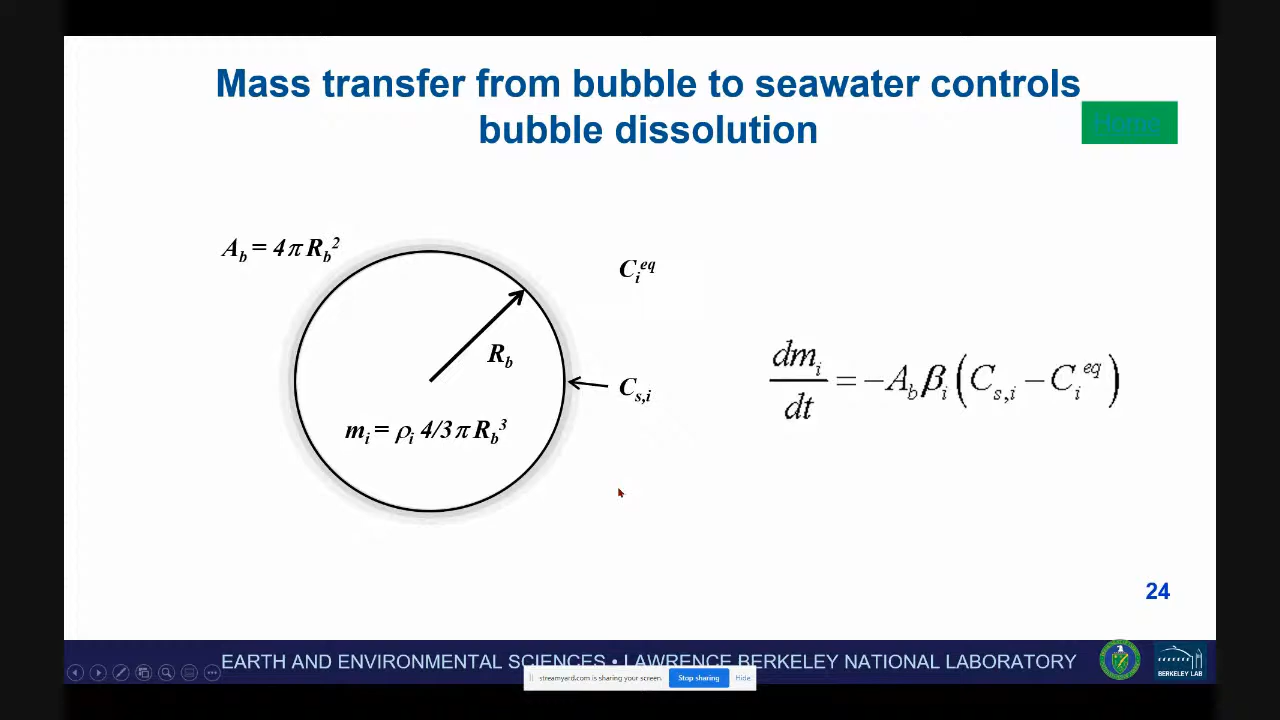 Mass transfer from bubble to seawater controls
bubble dissolution
Home
A_b = 4π R_b^2
C_i^eq
R_b
C_s,i
m_i = ρ_i 4/3π R_b^3
dm_i/dt = −A_b β_i (C_s,i − C_i^eq)
24
EARTH AND ENVIRONMENTAL SCIENCES • LAWRENCE BERKELEY NATIONAL LABORATORY
BERKELEY LAB
streamyard.com is sharing your screen.
Stop sharing
Hide